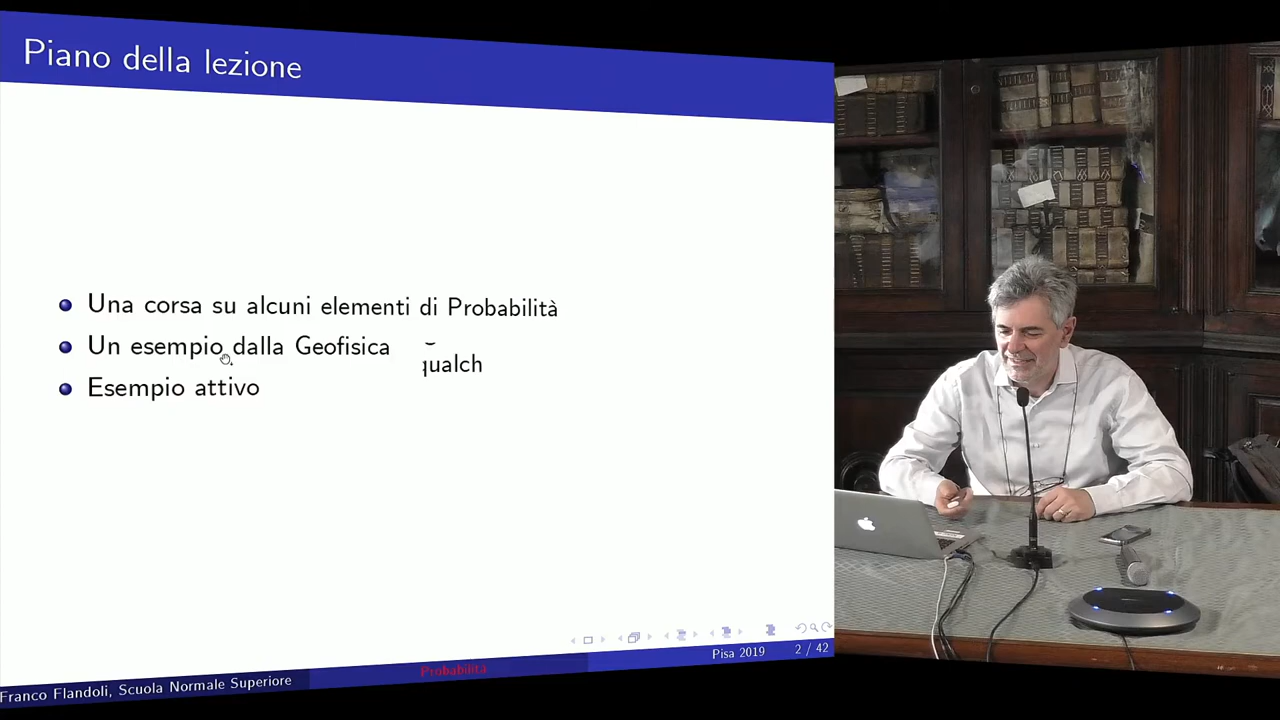 Piano della lezione
Una corsa su alcuni elementi di Probabilità
Un esempio dalla Geofisica
qualch
Esempio attivo
Franco Flandoli, Scuola Normale Superiore
Probabilità
Pisa 2019
2 / 42